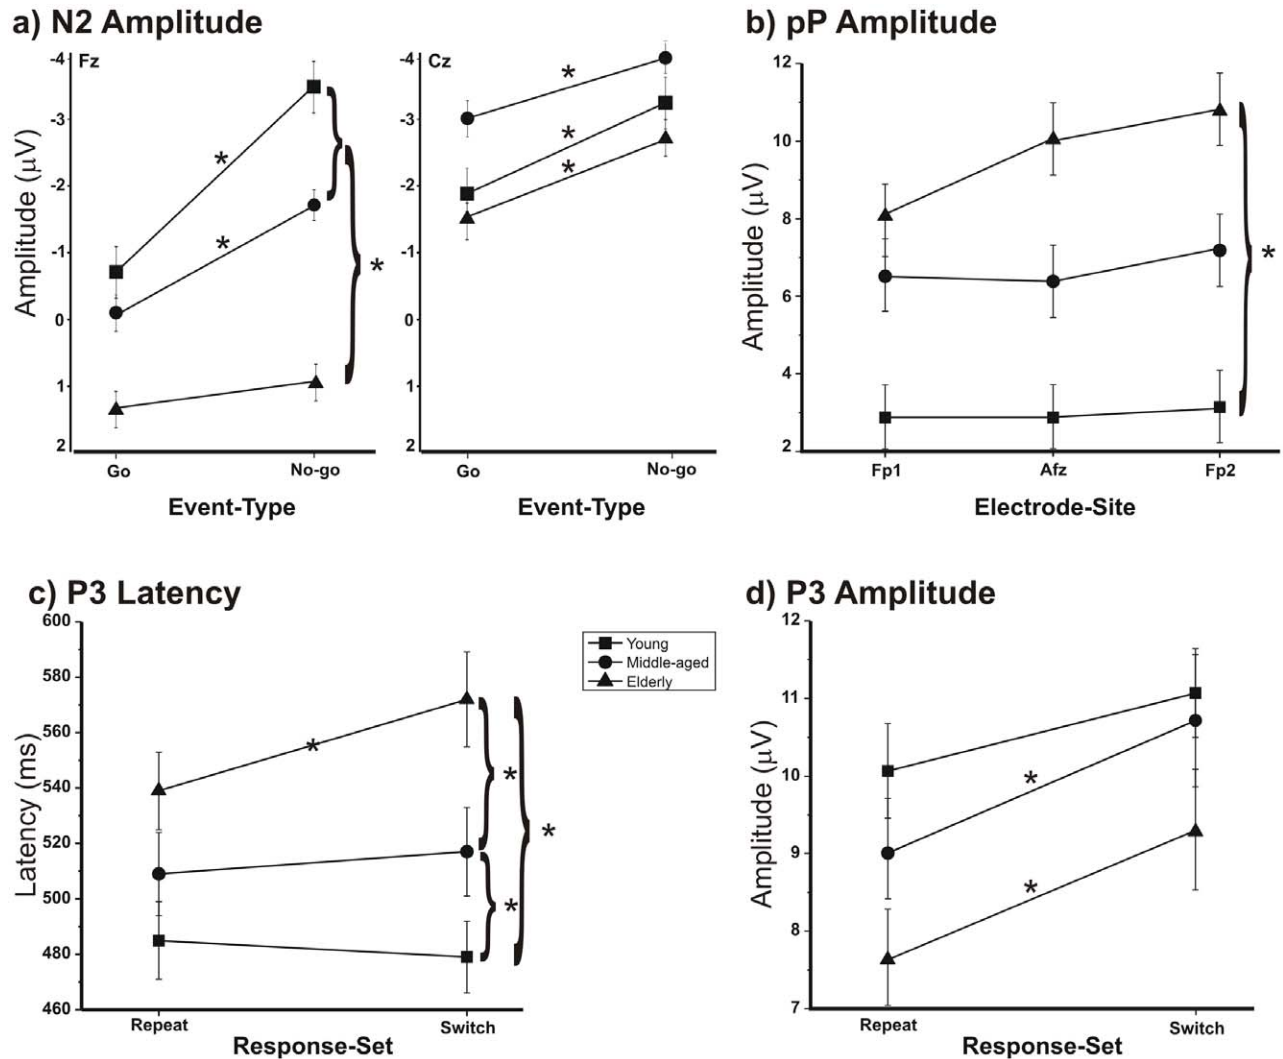 a) N2 Amplitude
Fz
-4
-3
-2
-1
0
1
2
Amplitude (µV)
*
*
*
Go
No-go
Event-Type
Cz
-4
-3
-2
-1
0
1
2
*
*
*
Go
No-go
Event-Type
b) pP Amplitude
12
10
8
6
4
2
Amplitude (µV)
*
Fp1
Afz
Fp2
Electrode-Site
c) P3 Latency
600
580
560
540
520
500
480
460
Latency (ms)
*
*
*
*
Repeat
Switch
Response-Set
Young
Middle-aged
Elderly
d) P3 Amplitude
12
11
10
9
8
7
Amplitude (µV)
*
*
Repeat
Switch
Response-Set